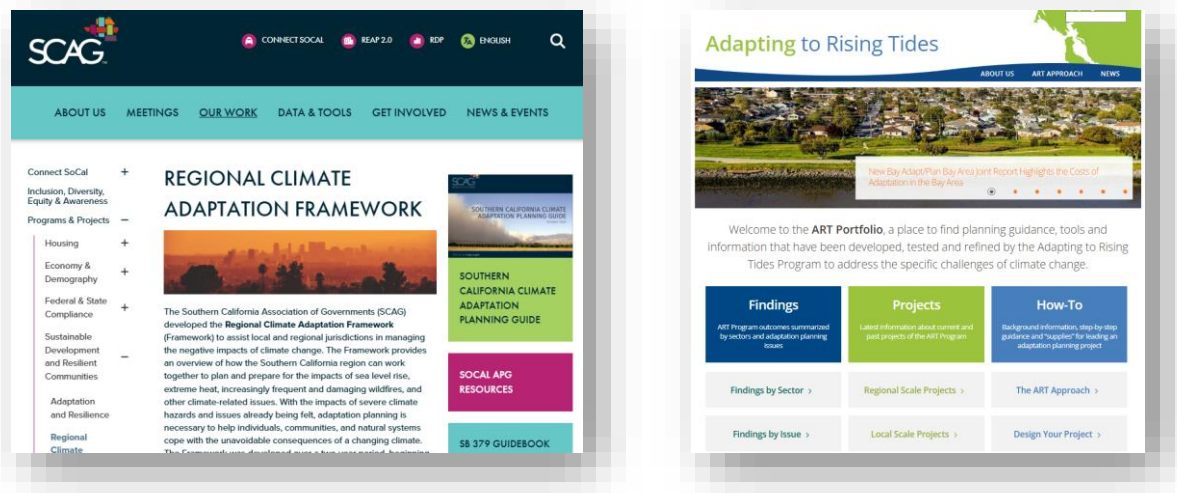 SCAG
CONNECT SOCAL
REAP 2.0
RDP
ENGLISH
ABOUT US
MEETINGS
OUR WORK
DATA & TOOLS
GET INVOLVED
NEWS & EVENTS
Connect SoCal +
Inclusion, Diversity,
Equity & Awareness
Programs & Projects –
Housing +
Economy &
Demography +
Federal & State
Compliance +
Sustainable
Development
and Resilient
Communities –
Adaptation
and Resilience
Regional
Climate
REGIONAL CLIMATE
ADAPTATION FRAMEWORK
The Southern California Association of Governments (SCAG)
developed the Regional Climate Adaptation Framework
(Framework) to assist local and regional jurisdictions in managing
the negative impacts of climate change. The Framework provides
an overview of how the Southern California region can work
together to plan and prepare for the impacts of sea level rise,
extreme heat, increasingly frequent and damaging wildfires, and
other climate-related issues. With the impacts of severe climate
hazards and issues already being felt, adaptation planning is
necessary to help individuals, communities, and natural systems
cope with the unavoidable consequences of a changing climate.
The Framework was developed over a two-year period, beginning
SCAG
SOUTHERN CALIFORNIA CLIMATE
ADAPTATION PLANNING GUIDE
SOUTHERN
CALIFORNIA CLIMATE
ADAPTATION
PLANNING GUIDE
SOCAL APG
RESOURCES
SB 379 GUIDEBOOK
Adapting to Rising Tides
ABOUT US
ART APPROACH
NEWS
New Bay Adapt/Plan Bay Area Joint Report Highlights the Costs of
Adaptation in the Bay Area
Welcome to the ART Portfolio, a place to find planning guidance, tools and
information that have been developed, tested and refined by the Adapting to Rising
Tides Program to address the specific challenges of climate change.
Findings
ART Program outcomes summarized
by sectors and adaptation planning
issues
Projects
Latest information about current and
past projects of the ART Program
How-To
Background information, step-by-step
guidance and "supplies" for leading an
adaptation planning project
Findings by Sector >
Regional Scale Projects >
The ART Approach >
Findings by Issue >
Local Scale Projects >
Design Your Project >